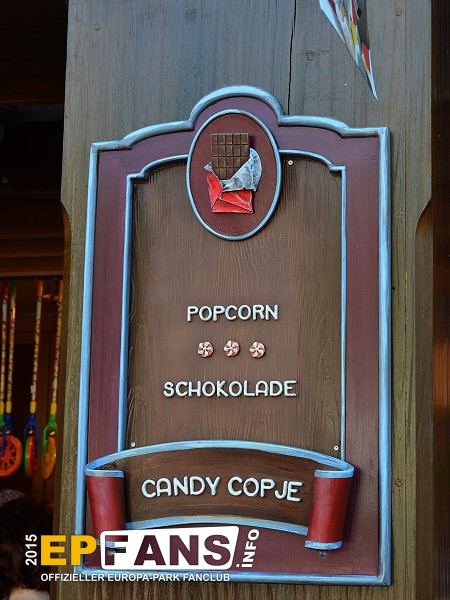 POPCORN
SCHOKOLADE
CANDY COPJE
2015 EPFANS.iNFO
OFFIZIELLER EUROPA-PARK FANCLUB